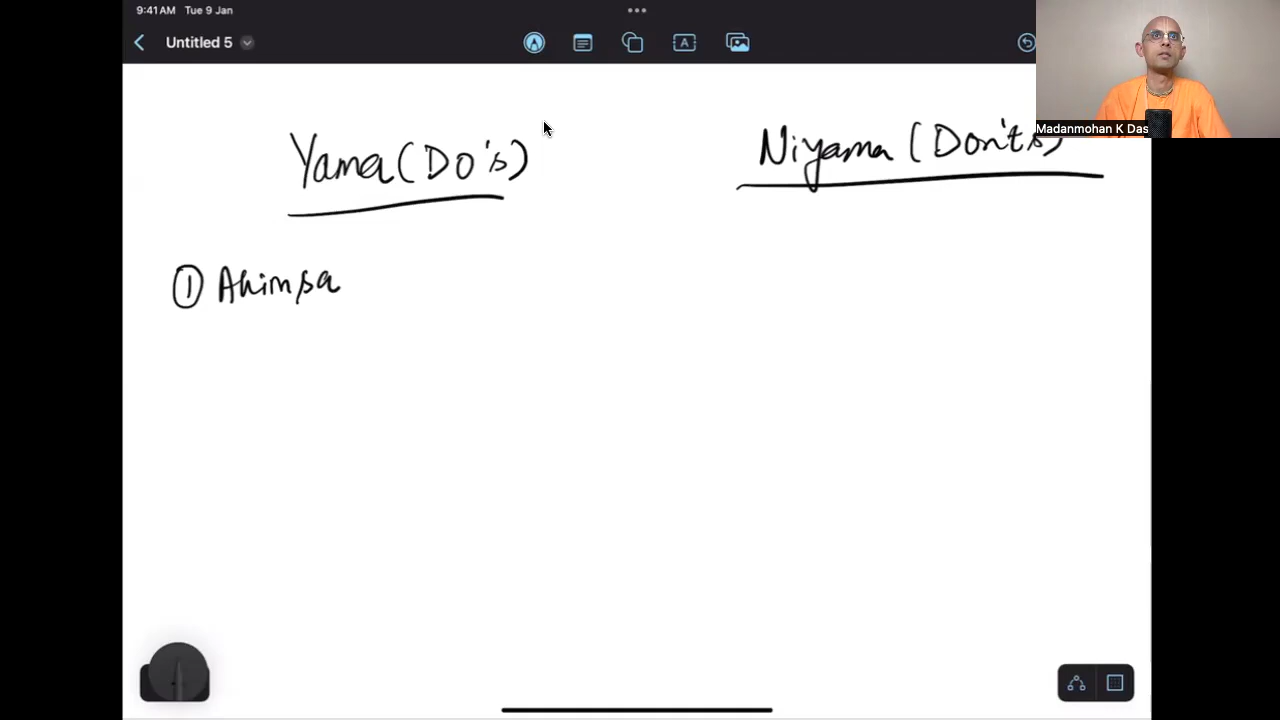 9:41 AM Tue 9 Jan
Untitled 5
A
Madanmohan K Das
Yama (Do's)
Niyama (Don'ts)
① Ahimsa